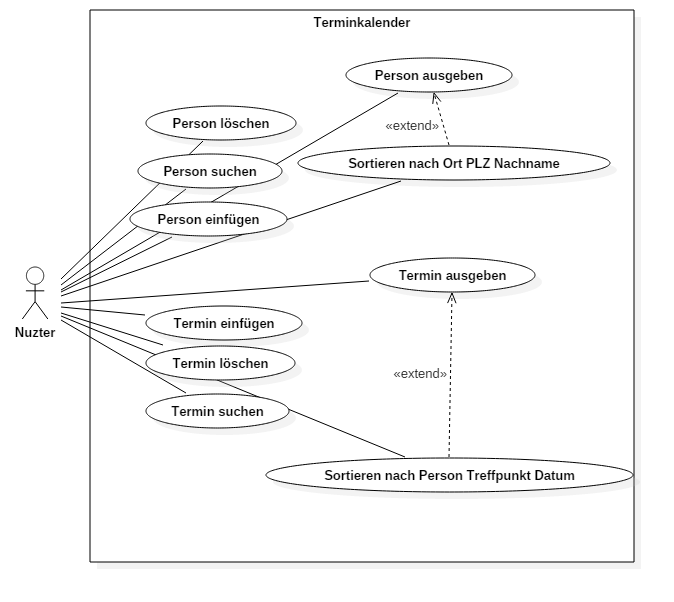 Terminkalender
Person ausgeben
Person löschen
«extend»
Person suchen
Sortieren nach Ort PLZ Nachname
Person einfügen
Termin ausgeben
Nuzter
Termin einfügen
Termin löschen
«extend»
Termin suchen
Sortieren nach Person Treffpunkt Datum